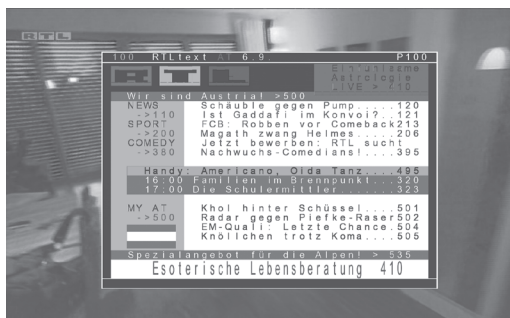 RTL
100 RTLtext AT 6.9. P100
RTL
Einfühlsame
Astrologie
LIVE > 410
Wir sind Austria! >500
NEWS Schäuble gegen Pump.....120
->110 Ist Gaddafi im Konvoi?..121
SPORT FCB: Robben vor Comeback213
->200 Magath zwang Helmes.....206
COMEDY Jetzt bewerben: RTL sucht
->380 Nachwuchs-Comedians!....395
Handy: Americano, Oida Tanz....495
16:00 Familien im Brennpunkt....320
17:00 Die Schulermittler........323
MY AT Khol hinter Schüssel....501
->500 Radar gegen Piefke-Raser502
EM-Quali: Letzte Chance.504
Knöllchen trotz Koma....505
Spezialangebot für die Alpen! > 535
Esoterische Lebensberatung 410